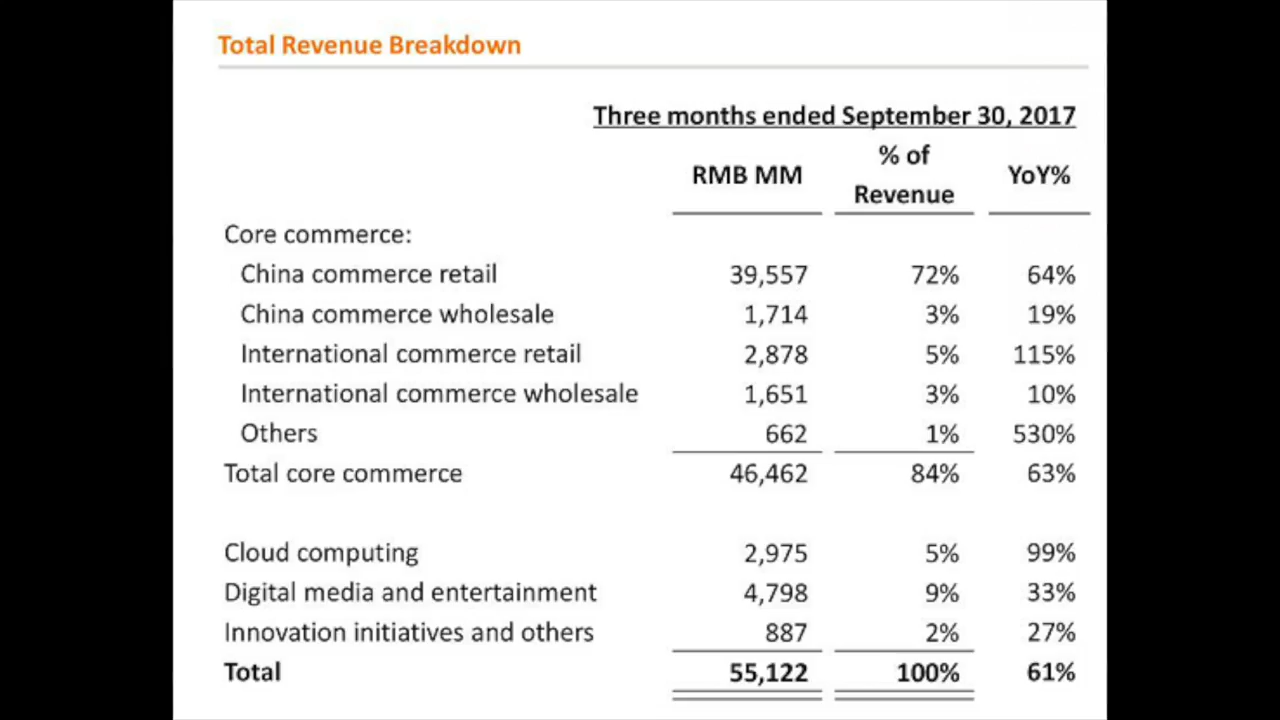 Total Revenue Breakdown
Three months ended September 30, 2017
RMB MM % of Revenue YoY%
Core commerce:
China commerce retail 39,557 72% 64%
China commerce wholesale 1,714 3% 19%
International commerce retail 2,878 5% 115%
International commerce wholesale 1,651 3% 10%
Others 662 1% 530%
Total core commerce 46,462 84% 63%
Cloud computing 2,975 5% 99%
Digital media and entertainment 4,798 9% 33%
Innovation initiatives and others 887 2% 27%
Total 55,122 100% 61%